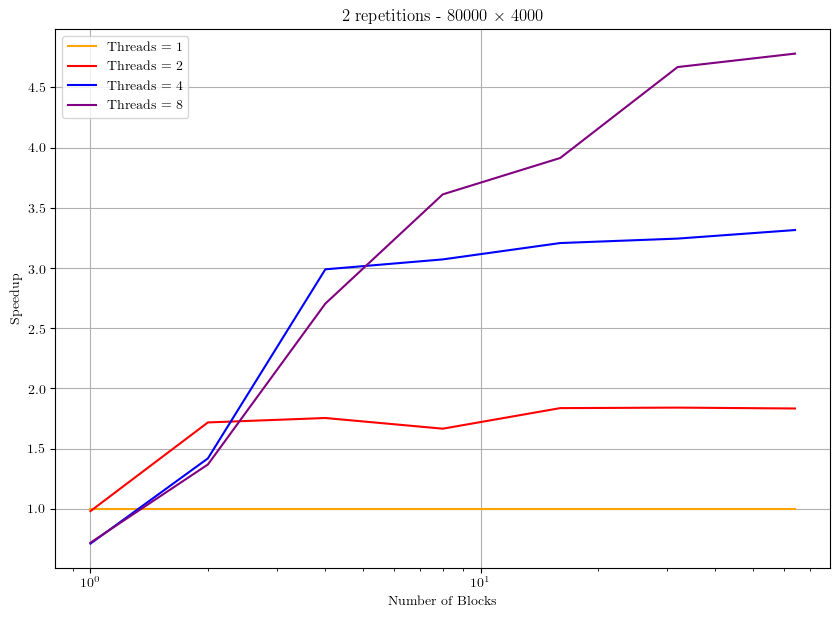 2 repetitions - 80000 × 4000
Threads = 1
Threads = 2
Threads = 4
Threads = 8
4.5
4.0
3.5
3.0
2.5
2.0
1.5
1.0
Speedup
10⁰
10¹
Number of Blocks